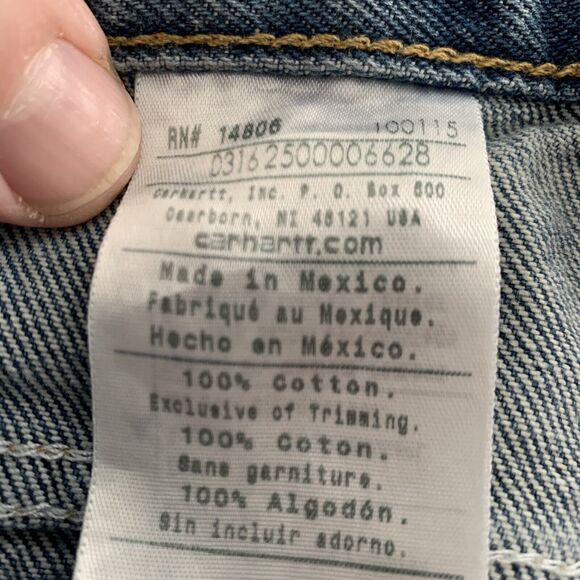 RN# 14806 100115
03162500006628
carhartt, Inc. P. O. Box 600
Dearborn, MI 48121 USA
carhartt.com
Made in Mexico.
Fabriqué au Mexique.
Hecho en México.
100% Cotton.
Exclusive of Trimming.
100% Coton.
Sans garniture.
100% Algodón.
Sin incluir adorno.